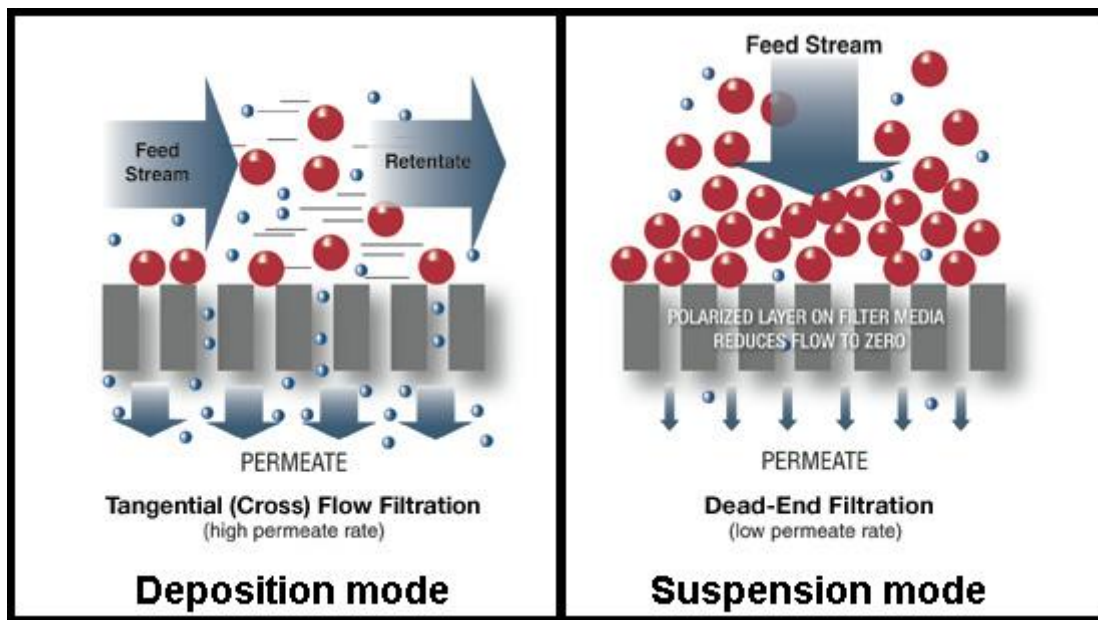 Feed
Stream
Retentate
PERMEATE
Tangential (Cross) Flow Filtration
(high permeate rate)
Deposition mode
Feed Stream
POLARIZED LAYER ON FILTER MEDIA
REDUCES FLOW TO ZERO
PERMEATE
Dead-End Filtration
(low permeate rate)
Suspension mode